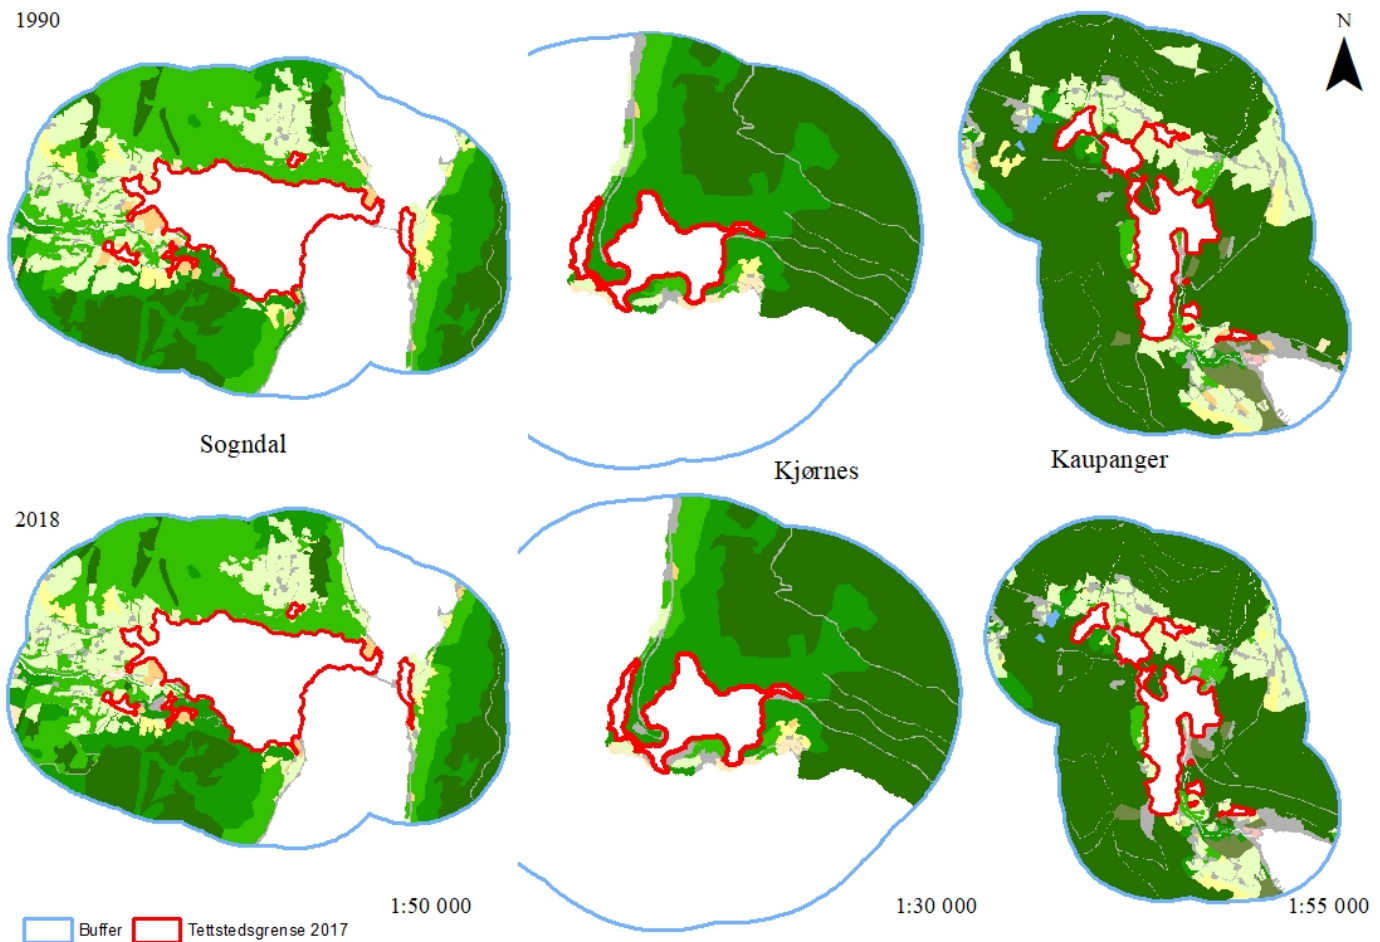 1990
N
Sogndal
Kjørnes
Kaupanger
2018
1:50 000
1:30 000
1:55 000
Buffer
Tettstedsgrense 2017